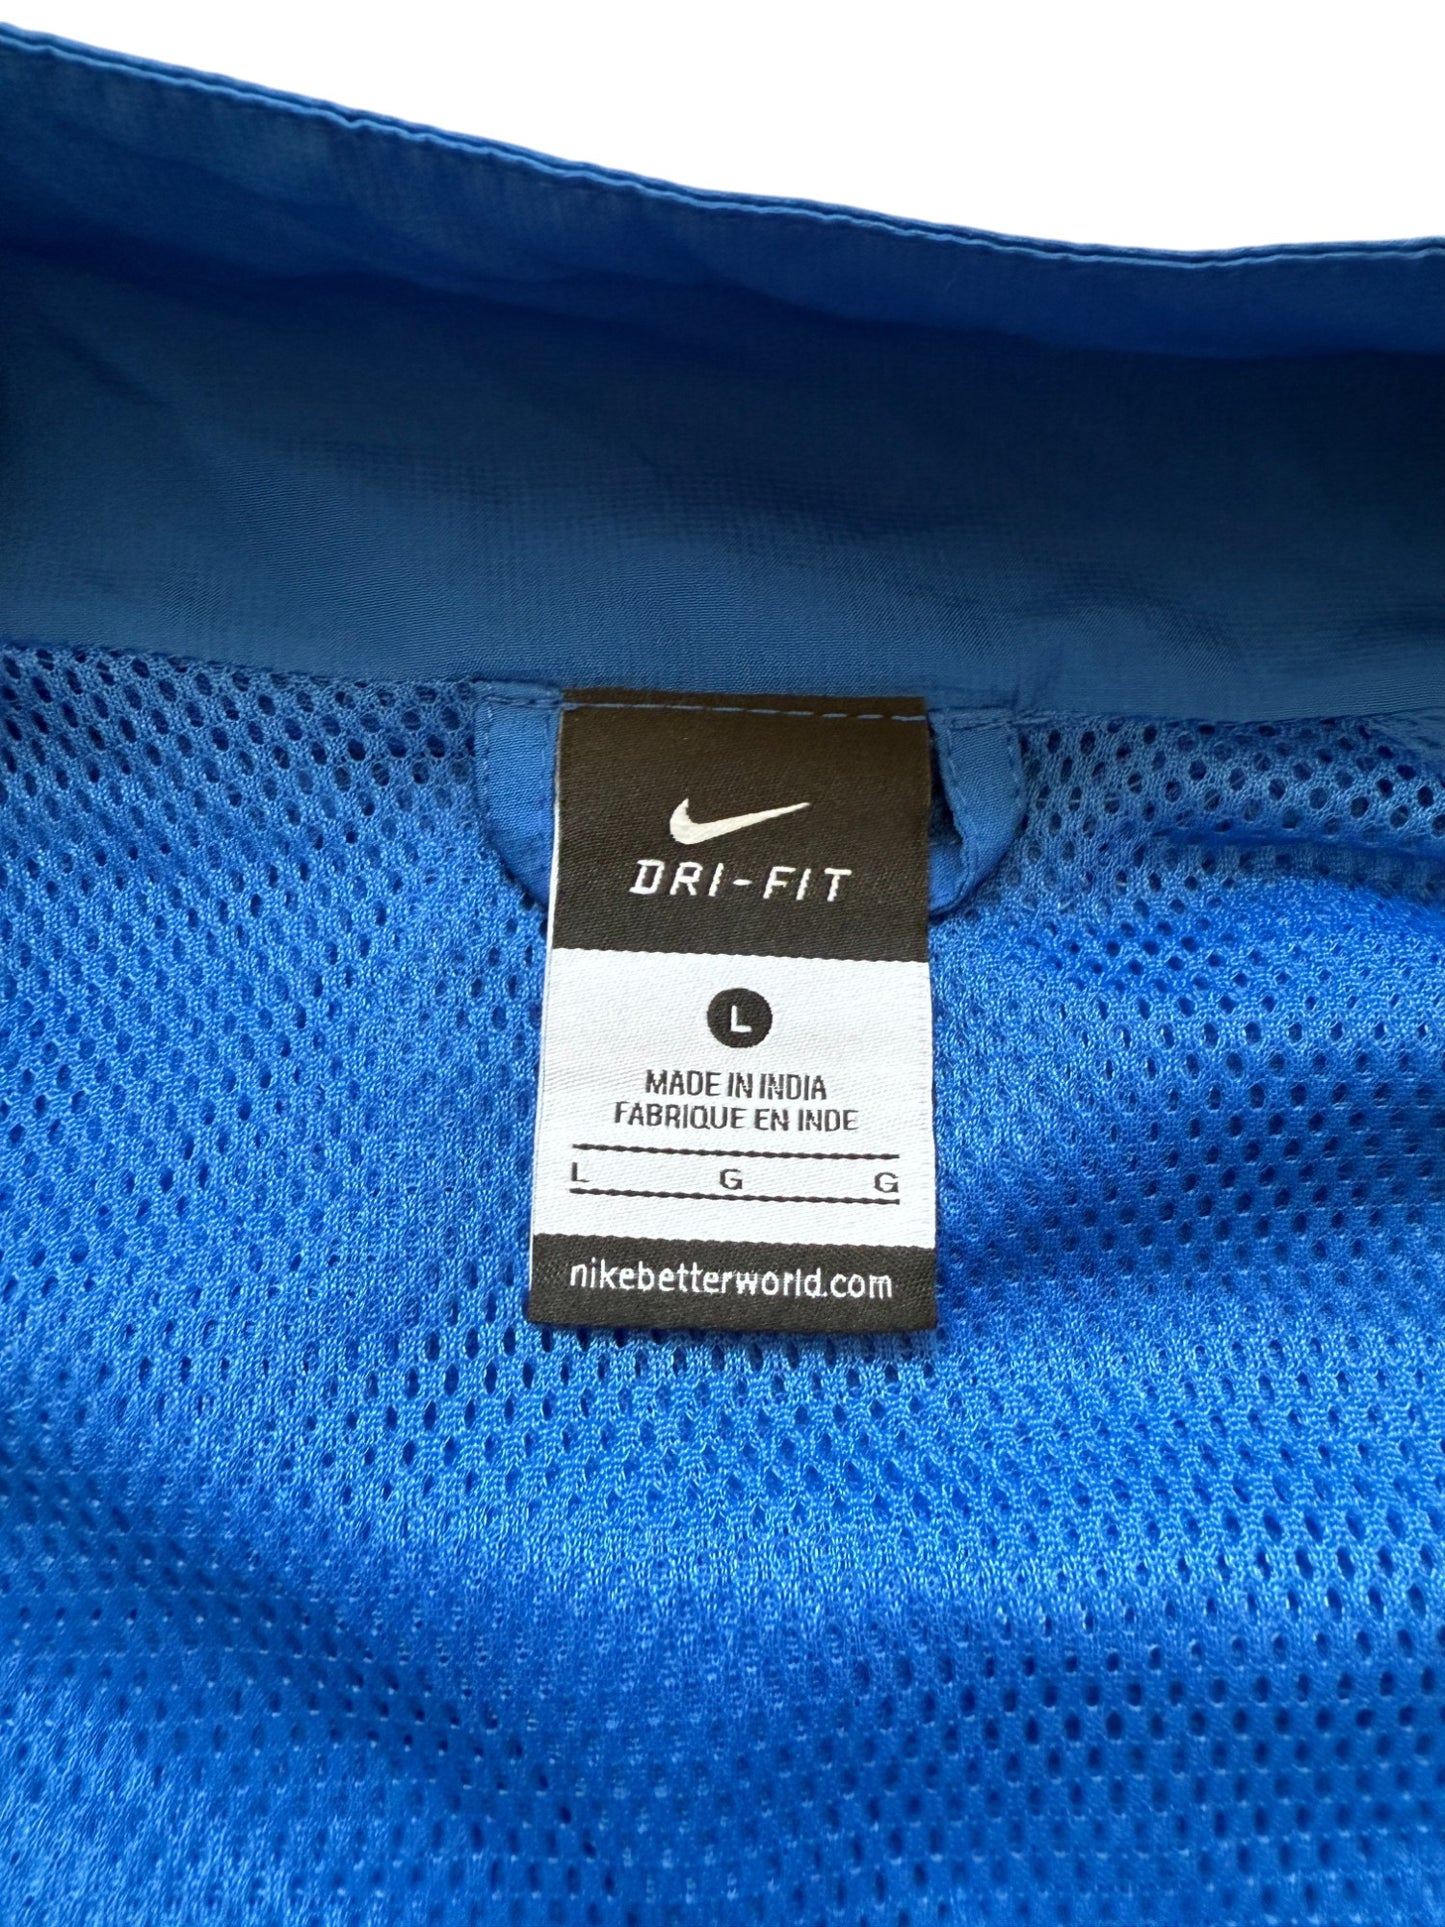 DRI-FIT
L
MADE IN INDIA
FABRIQUE EN INDE
L G G
nikebetterworld.com